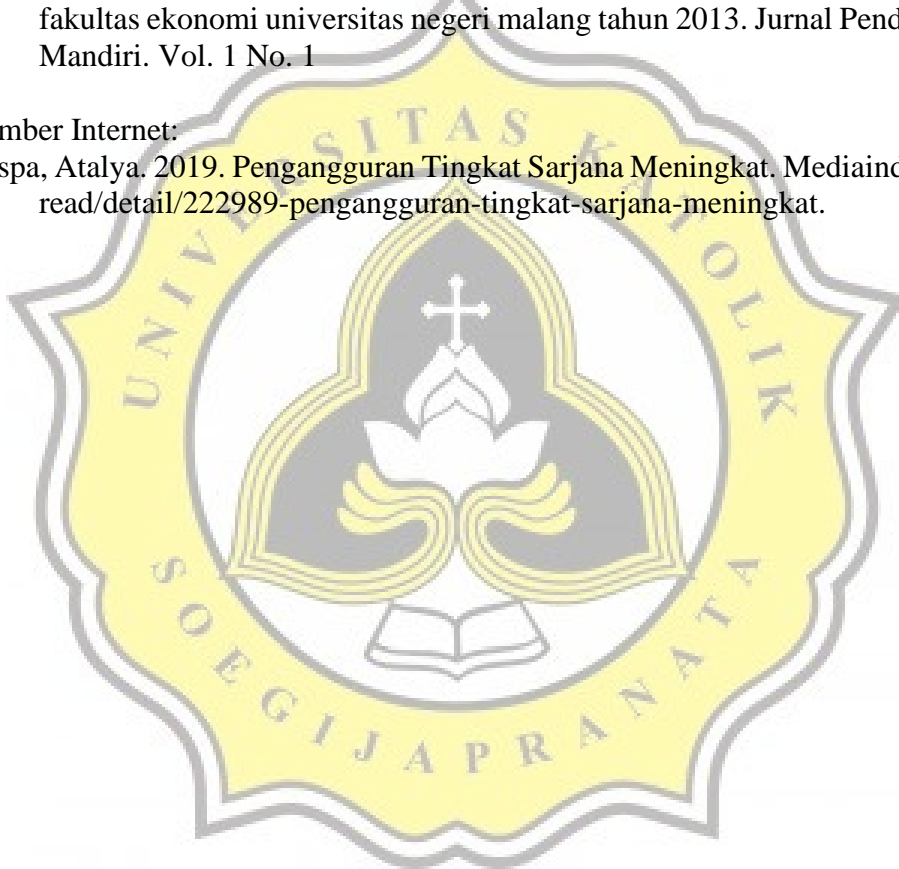 fakultas ekonomi universitas negeri malang tahun 2013. Jurnal Pend
Mandiri. Vol. 1 No. 1
mber Internet:
spa, Atalya. 2019. Pengangguran Tingkat Sarjana Meningkat. Mediaind
read/detail/222989-pengangguran-tingkat-sarjana-meningkat.
UNIVERSITAS KATOLIK
SOEGIJAPRANATA